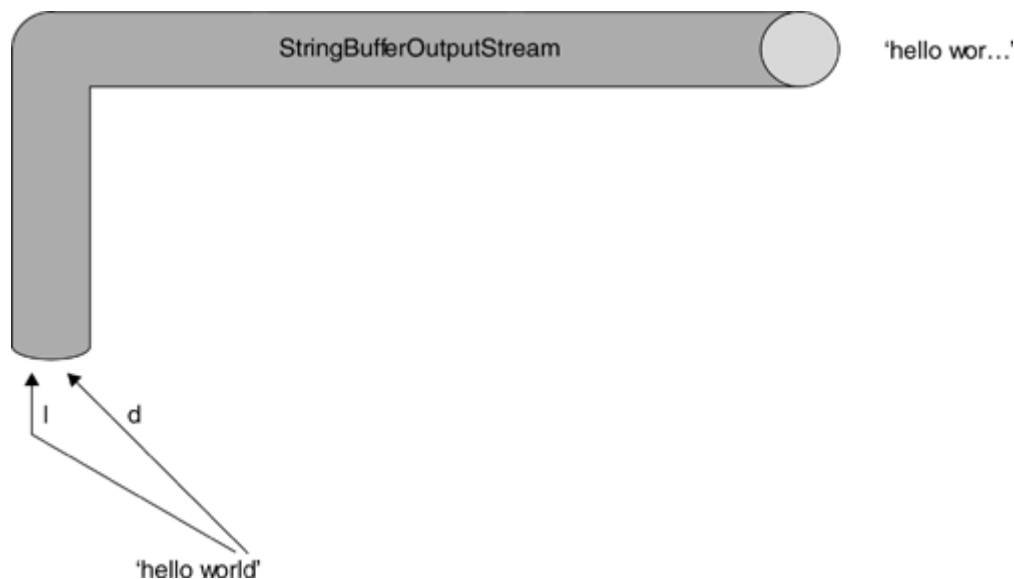 StringBufferOutputStream
‘hello wor...’
l
d
‘hello world’